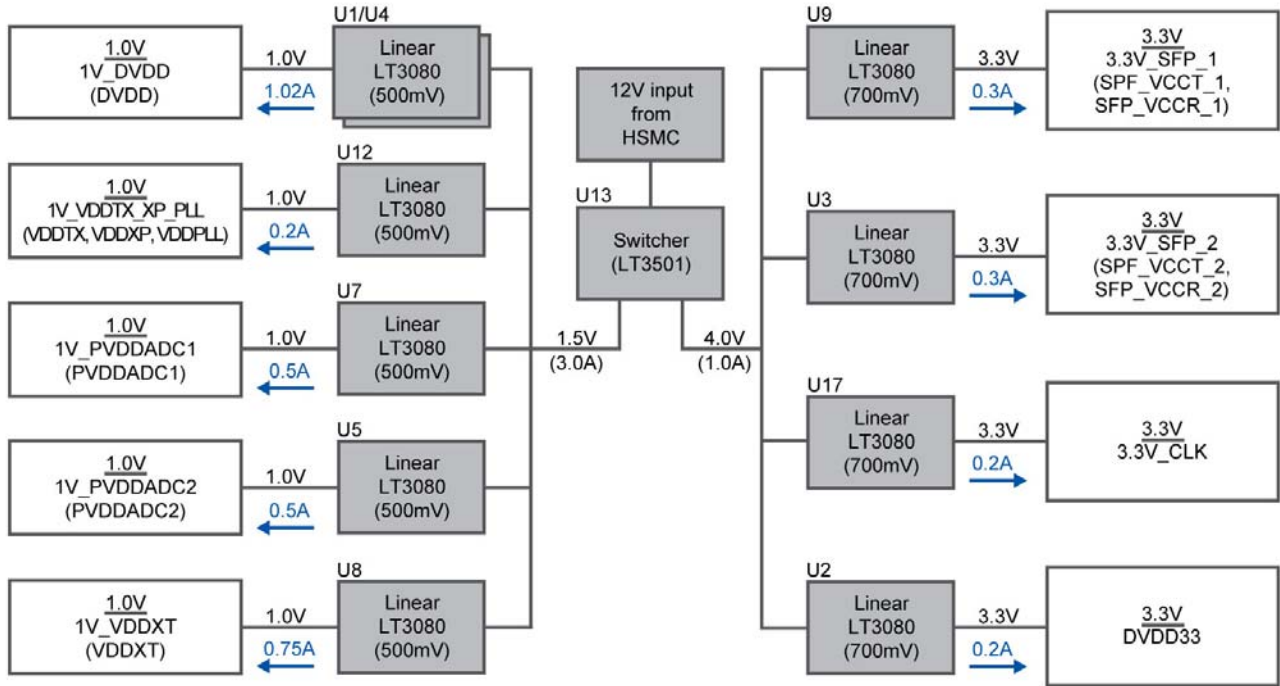 U1/U4
1.0V
1V_DVDD
(DVDD)
1.0V
1.02A
Linear
LT3080
(500mV)
U12
1.0V
1V_VDDTX_XP_PLL
(VDDTX, VDDXP, VDDPLL)
1.0V
0.2A
Linear
LT3080
(500mV)
U7
1.0V
1V_PVDDADC1
(PVDDADC1)
1.0V
0.5A
Linear
LT3080
(500mV)
U5
1.0V
1V_PVDDADC2
(PVDDADC2)
1.0V
0.5A
Linear
LT3080
(500mV)
U8
1.0V
1V_VDDXT
(VDDXT)
1.0V
0.75A
Linear
LT3080
(500mV)
12V input
from
HSMC
U13
Switcher
(LT3501)
1.5V
(3.0A)
4.0V
(1.0A)
U9
Linear
LT3080
(700mV)
3.3V
0.3A
3.3V
3.3V_SFP_1
(SPF_VCCT_1,
SFP_VCCR_1)
U3
Linear
LT3080
(700mV)
3.3V
0.3A
3.3V
3.3V_SFP_2
(SPF_VCCT_2,
SFP_VCCR_2)
U17
Linear
LT3080
(700mV)
3.3V
0.2A
3.3V
3.3V_CLK
U2
Linear
LT3080
(700mV)
3.3V
0.2A
3.3V
DVDD33